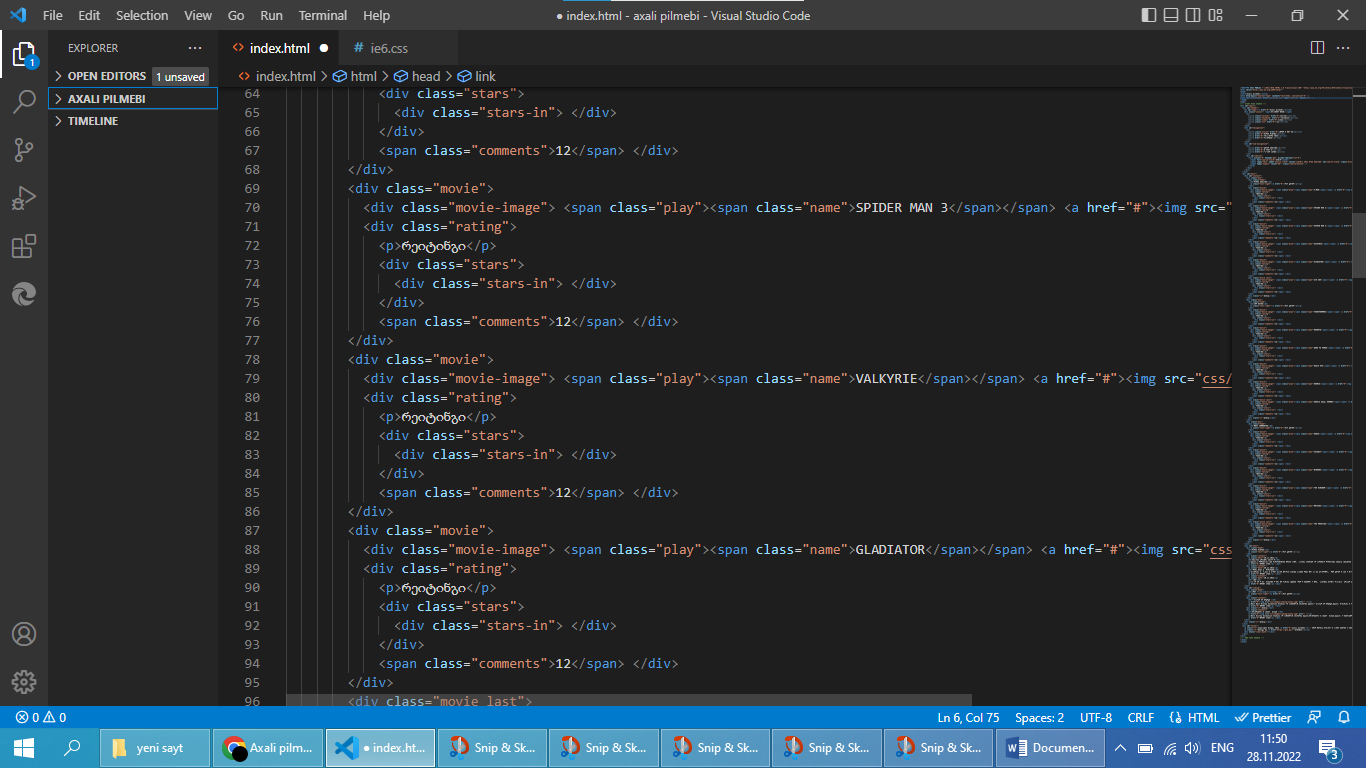 File Edit Selection View Go Run Terminal Help
● index.html - axali pilmebi - Visual Studio Code
EXPLORER
OPEN EDITORS 1 unsaved
AXALI PILMEBI
TIMELINE
1
index.html
# ie6.css
index.html > html > head > link
64 <div class="stars">
65 <div class="stars-in"> </div>
66 </div>
67 <span class="comments">12</span> </div>
68 </div>
69 <div class="movie">
70 <div class="movie-image"> <span class="play"><span class="name">SPIDER MAN 3</span></span> <a href="#"><img src="
71 <div class="rating">
72 <p>რეიტინგი</p>
73 <div class="stars">
74 <div class="stars-in"> </div>
75 </div>
76 <span class="comments">12</span> </div>
77 </div>
78 <div class="movie">
79 <div class="movie-image"> <span class="play"><span class="name">VALKYRIE</span></span> <a href="#"><img src="css/
80 <div class="rating">
81 <p>რეიტინგი</p>
82 <div class="stars">
83 <div class="stars-in"> </div>
84 </div>
85 <span class="comments">12</span> </div>
86 </div>
87 <div class="movie">
88 <div class="movie-image"> <span class="play"><span class="name">GLADIATOR</span></span> <a href="#"><img src="css
89 <div class="rating">
90 <p>რეიტინგი</p>
91 <div class="stars">
92 <div class="stars-in"> </div>
93 </div>
94 <span class="comments">12</span> </div>
95 </div>
96 <div class="movie last">
0 0
Ln 6, Col 75 Spaces: 2 UTF-8 CRLF HTML Prettier
yeni sayt
Axali pilm...
● index.ht...
Snip & Sk...
Snip & Sk...
Snip & Sk...
Snip & Sk...
Snip & Sk...
Documen...
ENG
11:50
28.11.2022
3